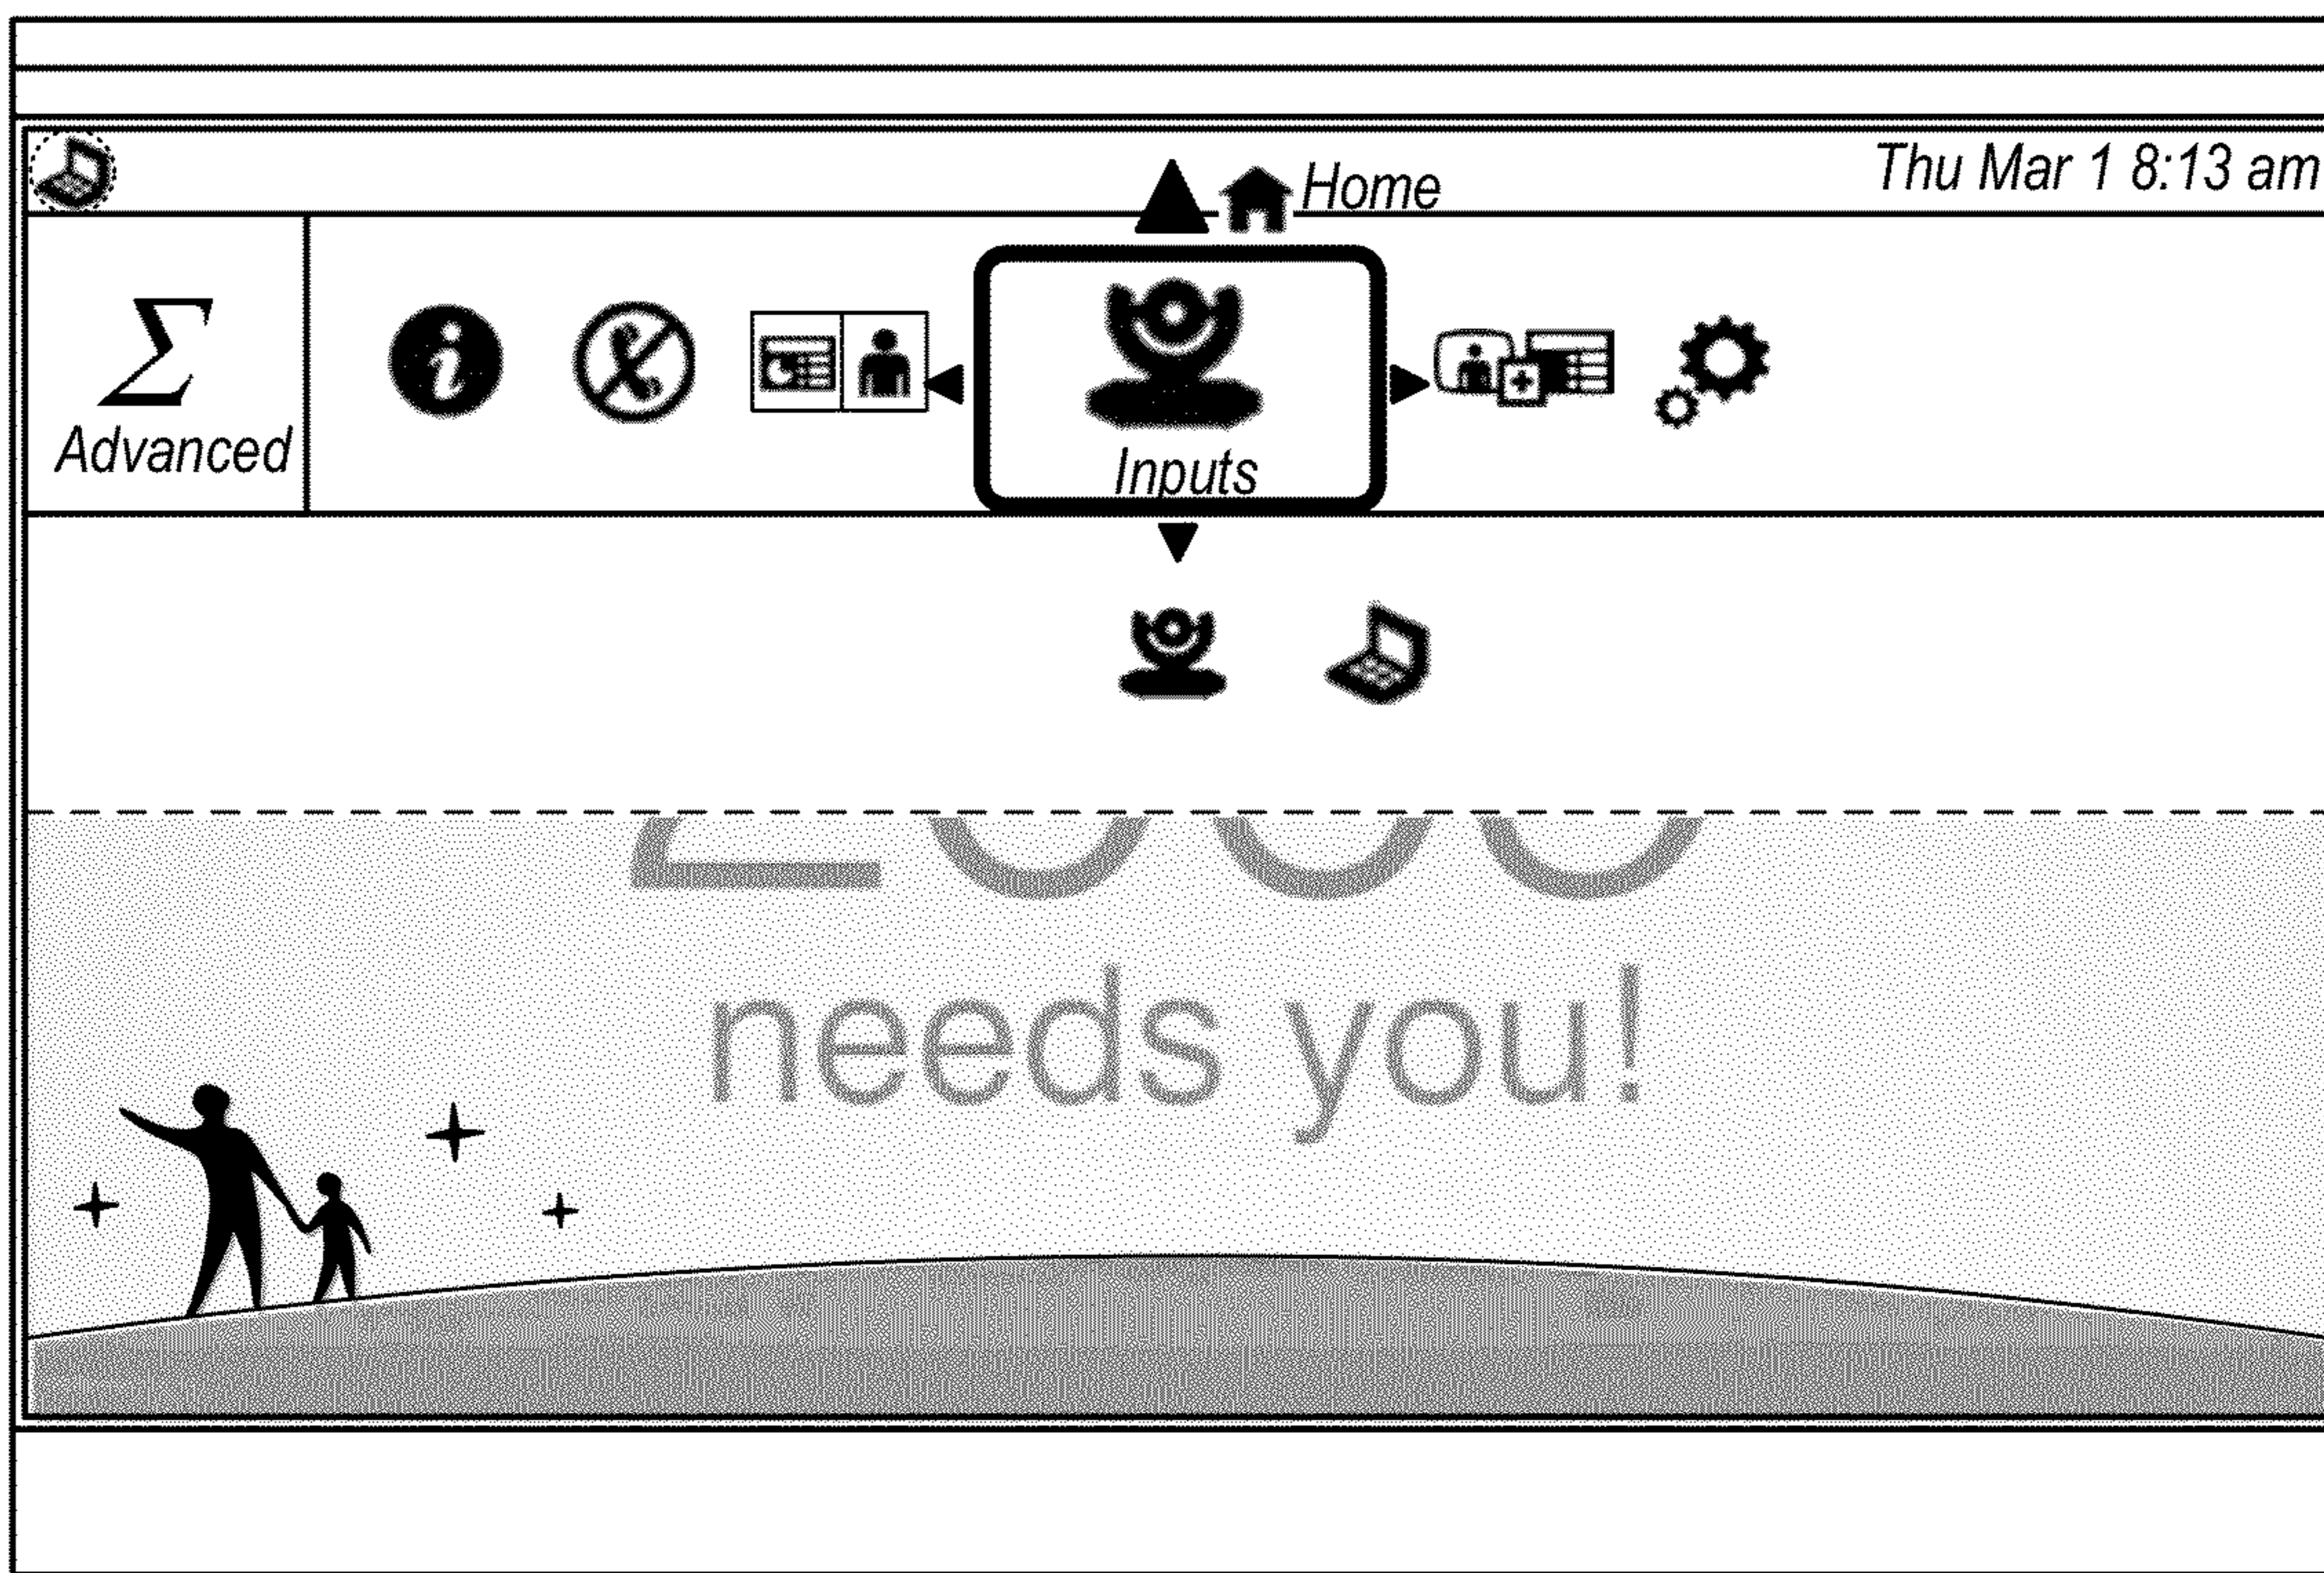 Home
Thu Mar 1 8:13 am
Σ
Advanced
Inputs
needs you!